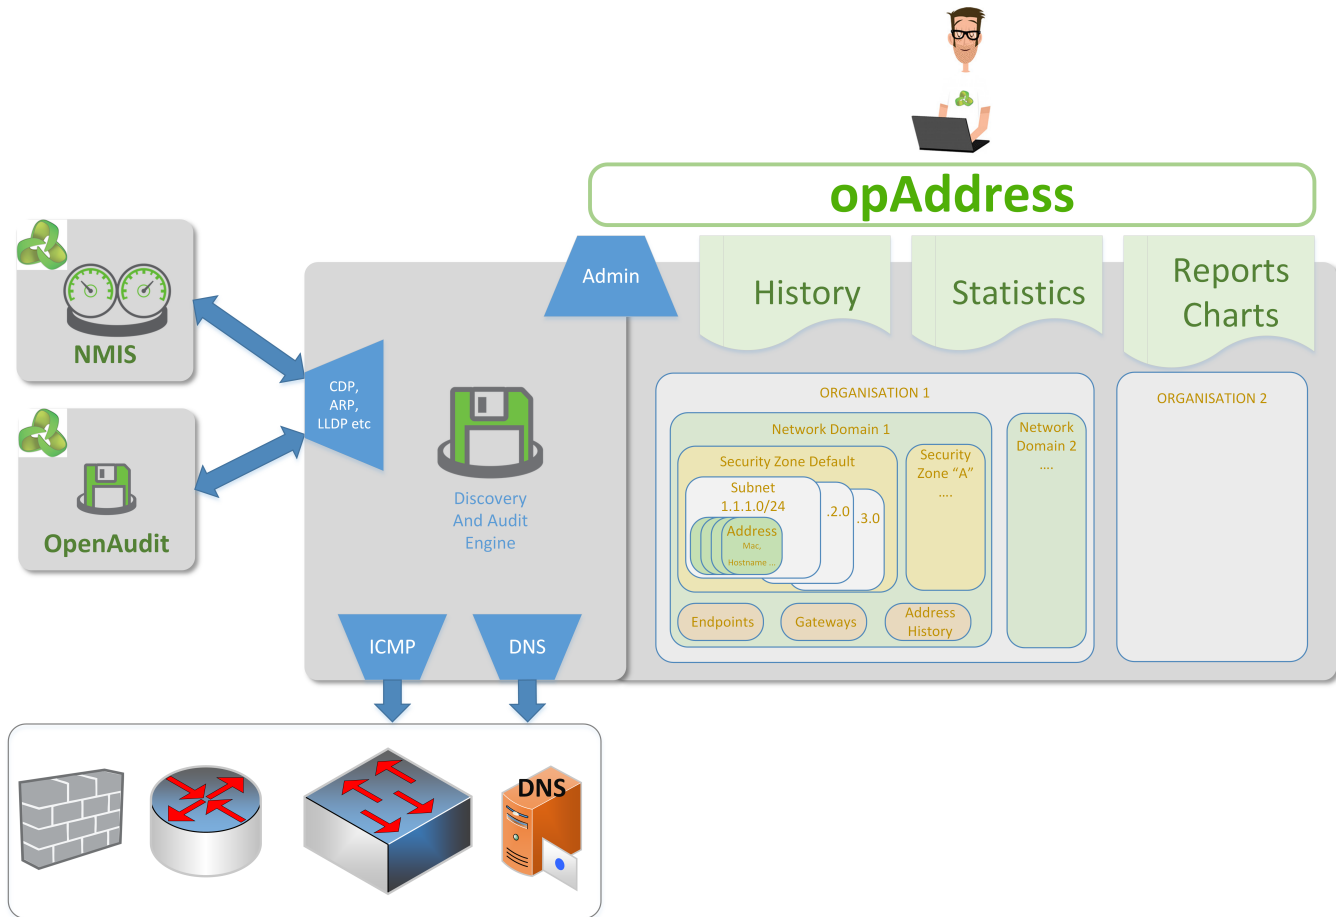 opAddress
Admin
History
Statistics
Reports
Charts
NMIS
OpenAudit
CDP,
ARP,
LLDP etc
Discovery
And Audit
Engine
ICMP
DNS
ORGANISATION 1
Network Domain 1
Security Zone Default
Subnet
1.1.1.0/24
.2.0
.3.0
Address
Mac,
Hostname ...
Security
Zone “A”
....
Endpoints
Gateways
Address
History
Network
Domain 2
....
ORGANISATION 2
DNS